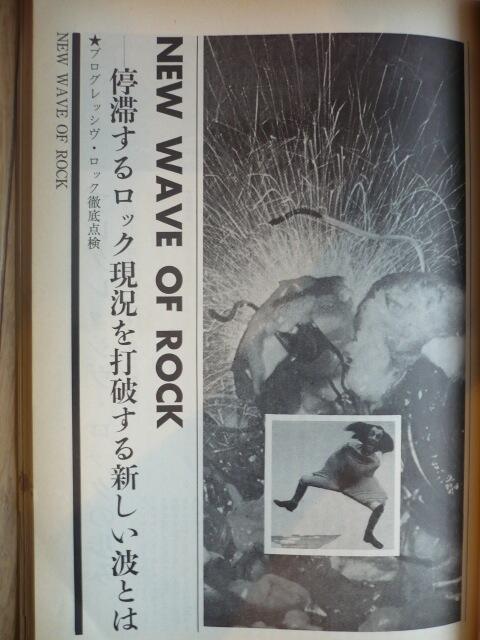 NEW WAVE OF ROCK
停滞するロック現況を打破する新しい波とは
★プログレッシヴ・ロック徹底点検
NEW WAVE OF ROCK